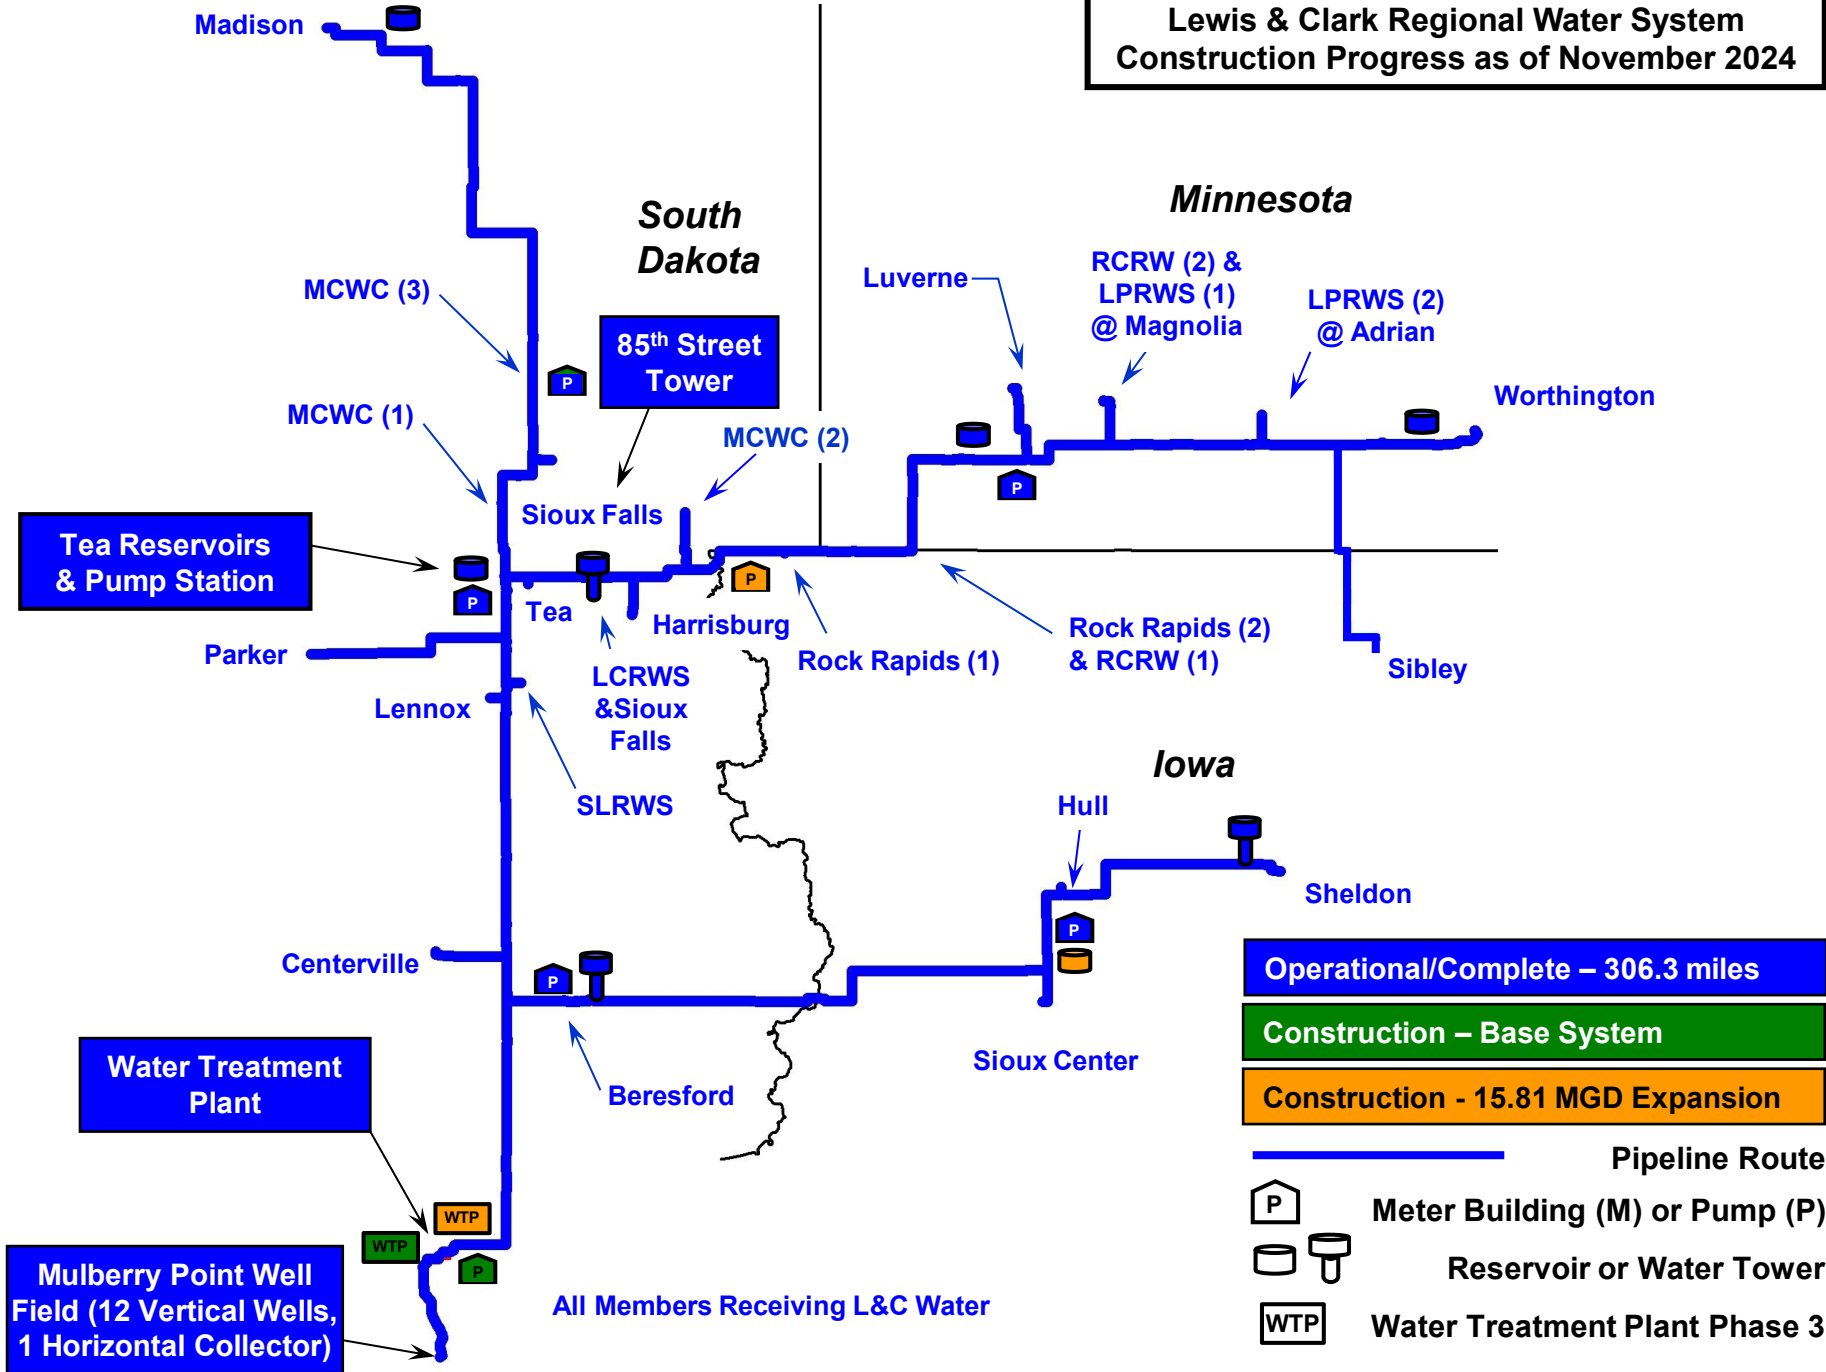 Lewis & Clark Regional Water System
Construction Progress as of November 2024
Madison
South
Dakota
Minnesota
MCWC (3)
85th Street
Tower
Luverne
RCRW (2) &
LPRWS (1)
@ Magnolia
LPRWS (2)
@ Adrian
P
MCWC (1)
MCWC (2)
Worthington
P
Sioux Falls
Tea Reservoirs
& Pump Station
P
P
Tea
Harrisburg
Rock Rapids (1)
Rock Rapids (2)
& RCRW (1)
Sibley
Parker
Lennox
LCRWS
&Sioux
Falls
SLRWS
Iowa
Hull
Sheldon
P
Centerville
P
Beresford
Sioux Center
Water Treatment
Plant
WTP
WTP
P
Mulberry Point Well
Field (12 Vertical Wells,
1 Horizontal Collector)
All Members Receiving L&C Water
Operational/Complete – 306.3 miles
Construction – Base System
Construction - 15.81 MGD Expansion
Pipeline Route
P
Meter Building (M) or Pump (P)
Reservoir or Water Tower
WTP
Water Treatment Plant Phase 3